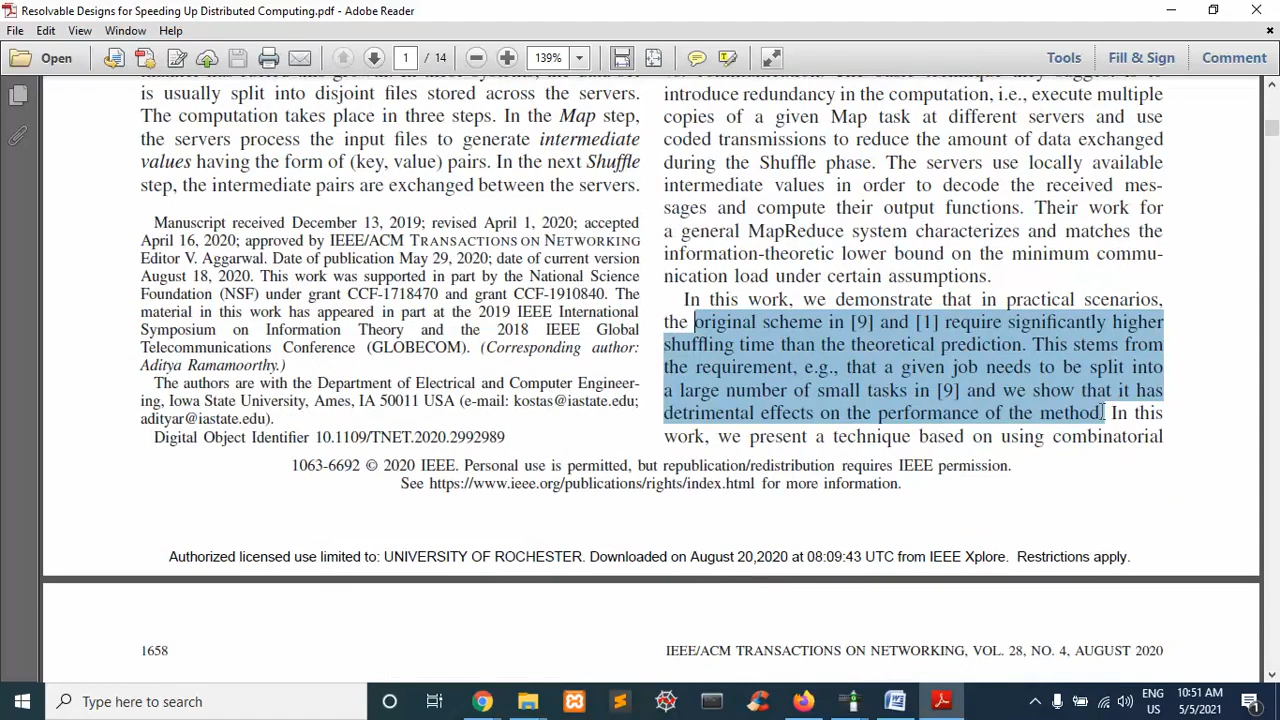 Resolvable Designs for Speeding Up Distributed Computing.pdf - Adobe Reader
File Edit View Window Help
Open 1 / 14 139% Tools Fill & Sign Comment
is usually split into disjoint files stored across the servers.
The computation takes place in three steps. In the Map step,
the servers process the input files to generate intermediate
values having the form of (key, value) pairs. In the next Shuffle
step, the intermediate pairs are exchanged between the servers.
Manuscript received December 13, 2019; revised April 1, 2020; accepted
April 16, 2020; approved by IEEE/ACM TRANSACTIONS ON NETWORKING
Editor V. Aggarwal. Date of publication May 29, 2020; date of current version
August 18, 2020. This work was supported in part by the National Science
Foundation (NSF) under grant CCF-1718470 and grant CCF-1910840. The
material in this work has appeared in part at the 2019 IEEE International
Symposium on Information Theory and the 2018 IEEE Global
Telecommunications Conference (GLOBECOM). (Corresponding author:
Aditya Ramamoorthy.)
The authors are with the Department of Electrical and Computer Engineer-
ing, Iowa State University, Ames, IA 50011 USA (e-mail: kostas@iastate.edu;
adityar@iastate.edu).
Digital Object Identifier 10.1109/TNET.2020.2992989
introduce redundancy in the computation, i.e., execute multiple
copies of a given Map task at different servers and use
coded transmissions to reduce the amount of data exchanged
during the Shuffle phase. The servers use locally available
intermediate values in order to decode the received mes-
sages and compute their output functions. Their work for
a general MapReduce system characterizes and matches the
information-theoretic lower bound on the minimum commu-
nication load under certain assumptions.
In this work, we demonstrate that in practical scenarios,
the original scheme in [9] and [1] require significantly higher
shuffling time than the theoretical prediction. This stems from
the requirement, e.g., that a given job needs to be split into
a large number of small tasks in [9] and we show that it has
detrimental effects on the performance of the method. In this
work, we present a technique based on using combinatorial
1063-6692 © 2020 IEEE. Personal use is permitted, but republication/redistribution requires IEEE permission.
See https://www.ieee.org/publications/rights/index.html for more information.
Authorized licensed use limited to: UNIVERSITY OF ROCHESTER. Downloaded on August 20,2020 at 08:09:43 UTC from IEEE Xplore. Restrictions apply.
1658 IEEE/ACM TRANSACTIONS ON NETWORKING, VOL. 28, NO. 4, AUGUST 2020
Type here to search
ENG
US
10:51 AM
5/5/2021
1